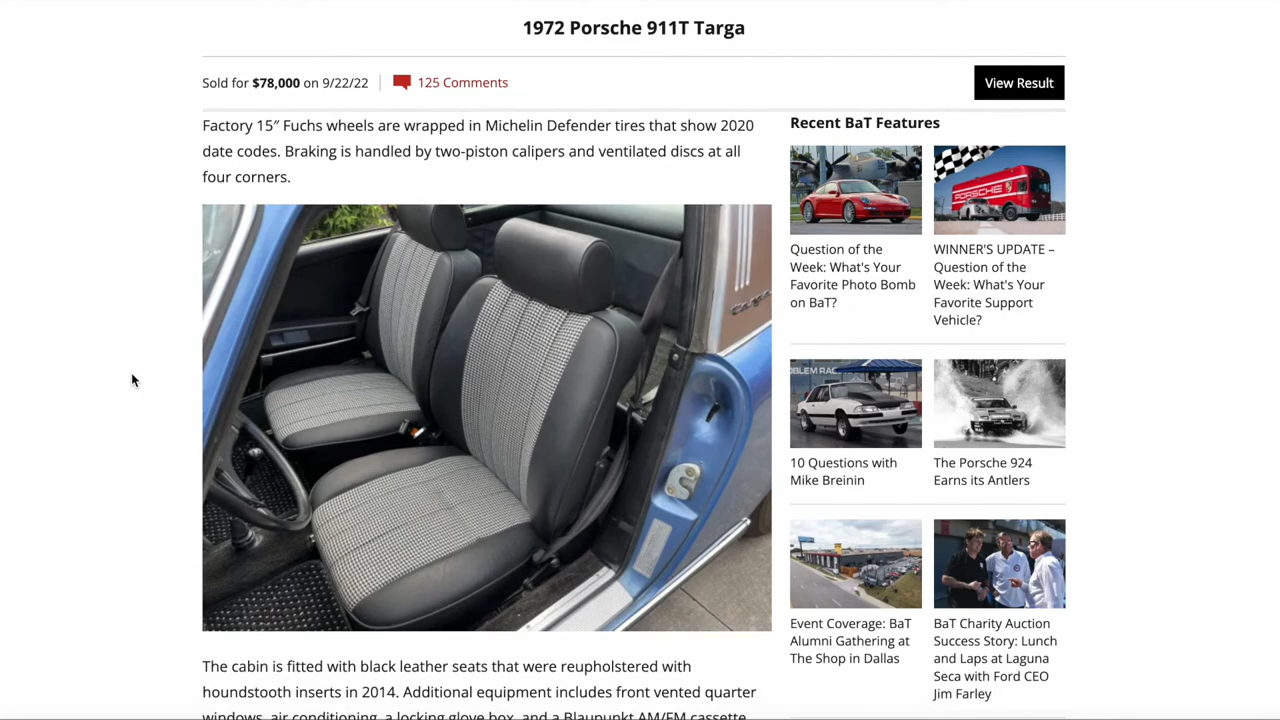 1972 Porsche 911T Targa
Sold for $78,000 on 9/22/22
125 Comments
View Result
Factory 15″ Fuchs wheels are wrapped in Michelin Defender tires that show 2020
date codes. Braking is handled by two-piston calipers and ventilated discs at all
four corners.
The cabin is fitted with black leather seats that were reupholstered with
houndstooth inserts in 2014. Additional equipment includes front vented quarter
windows, air conditioning, a locking glove box, and a Blaupunkt AM/FM cassette
Recent BaT Features
PORSCHE
Question of the
Week: What's Your
Favorite Photo Bomb
on BaT?
WINNER'S UPDATE –
Question of the
Week: What's Your
Favorite Support
Vehicle?
10 Questions with
Mike Breinin
The Porsche 924
Earns its Antlers
Event Coverage: BaT
Alumni Gathering at
The Shop in Dallas
BaT Charity Auction
Success Story: Lunch
and Laps at Laguna
Seca with Ford CEO
Jim Farley